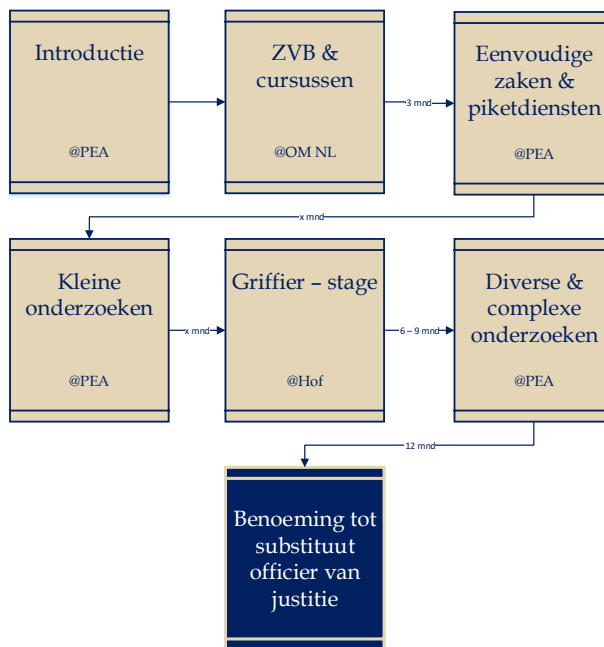 Introductie
@PEA
ZVB &
cursussen
@OM NL
3 mnd
Eenvoudige
zaken &
piketdiensten
@PEA
x mnd
Kleine
onderzoeken
@PEA
x mnd
Griffier – stage
@Hof
6 – 9 mnd
Diverse &
complexe
onderzoeken
@PEA
12 mnd
Benoeming tot
substituut
officier van
justitie